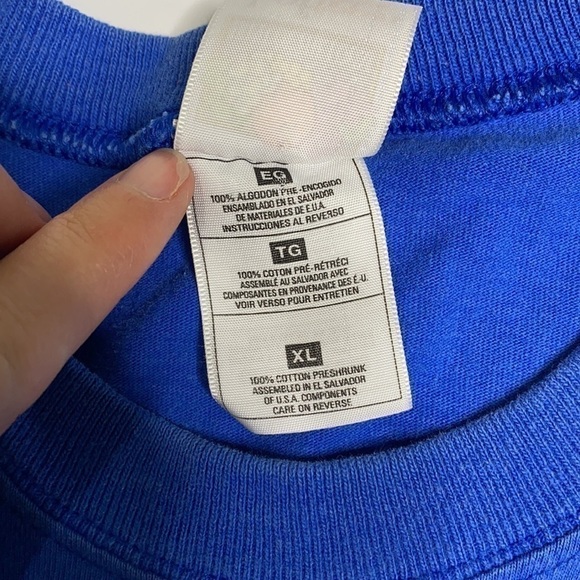 EG
100% ALGODON PRE-ENCOGIDO
ENSAMBLADO EN EL SALVADOR
DE MATERIALES DE E.U.A.
INSTRUCCIONES AL REVERSO
TG
100% COTON PRÉ-RÉTRÉCI
ASSEMBLÉ AU SALVADOR AVEC
COMPOSANTES EN PROVENANCE DES É.-U.
VOIR VERSO POUR ENTRETIEN
XL
100% COTTON PRESHRUNK
ASSEMBLED IN EL SALVADOR
OF U.S.A. COMPONENTS
CARE ON REVERSE